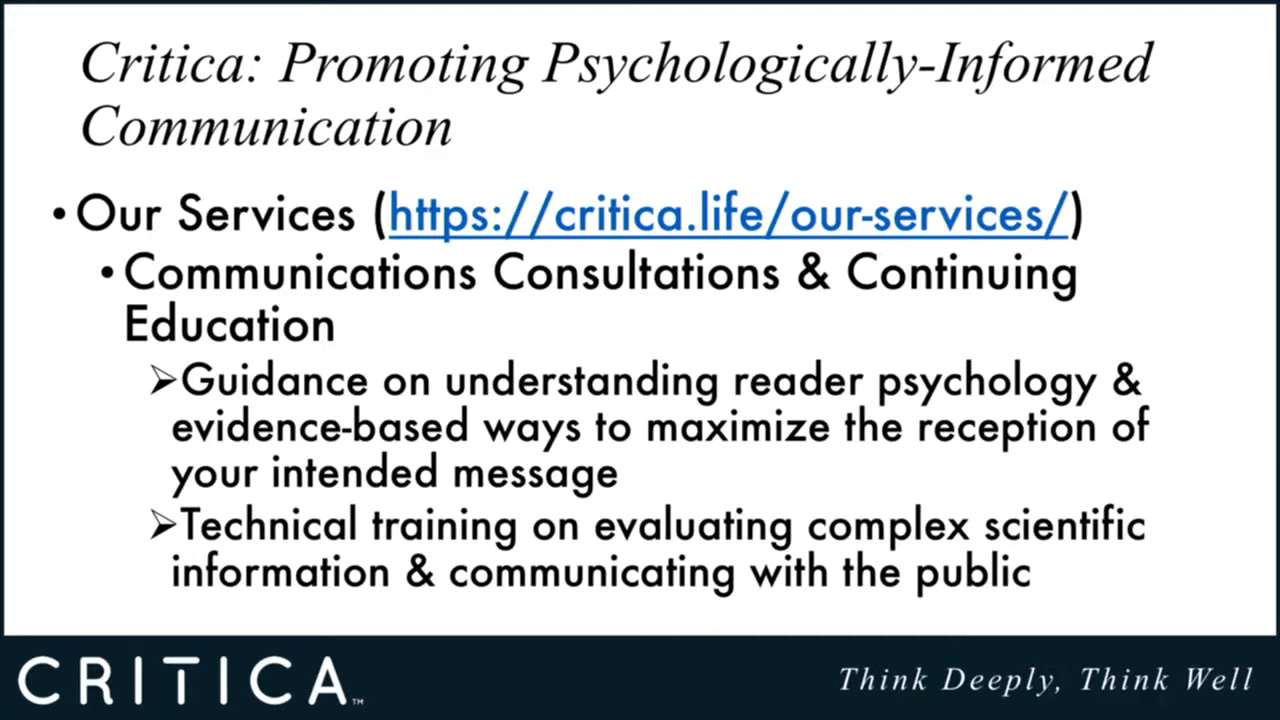 Critica: Promoting Psychologically-Informed
Communication
• Our Services (https://critica.life/our-services/)
• Communications Consultations & Continuing
Education
➢Guidance on understanding reader psychology &
evidence-based ways to maximize the reception of
your intended message
➢Technical training on evaluating complex scientific
information & communicating with the public
CRITICA™
Think Deeply, Think Well